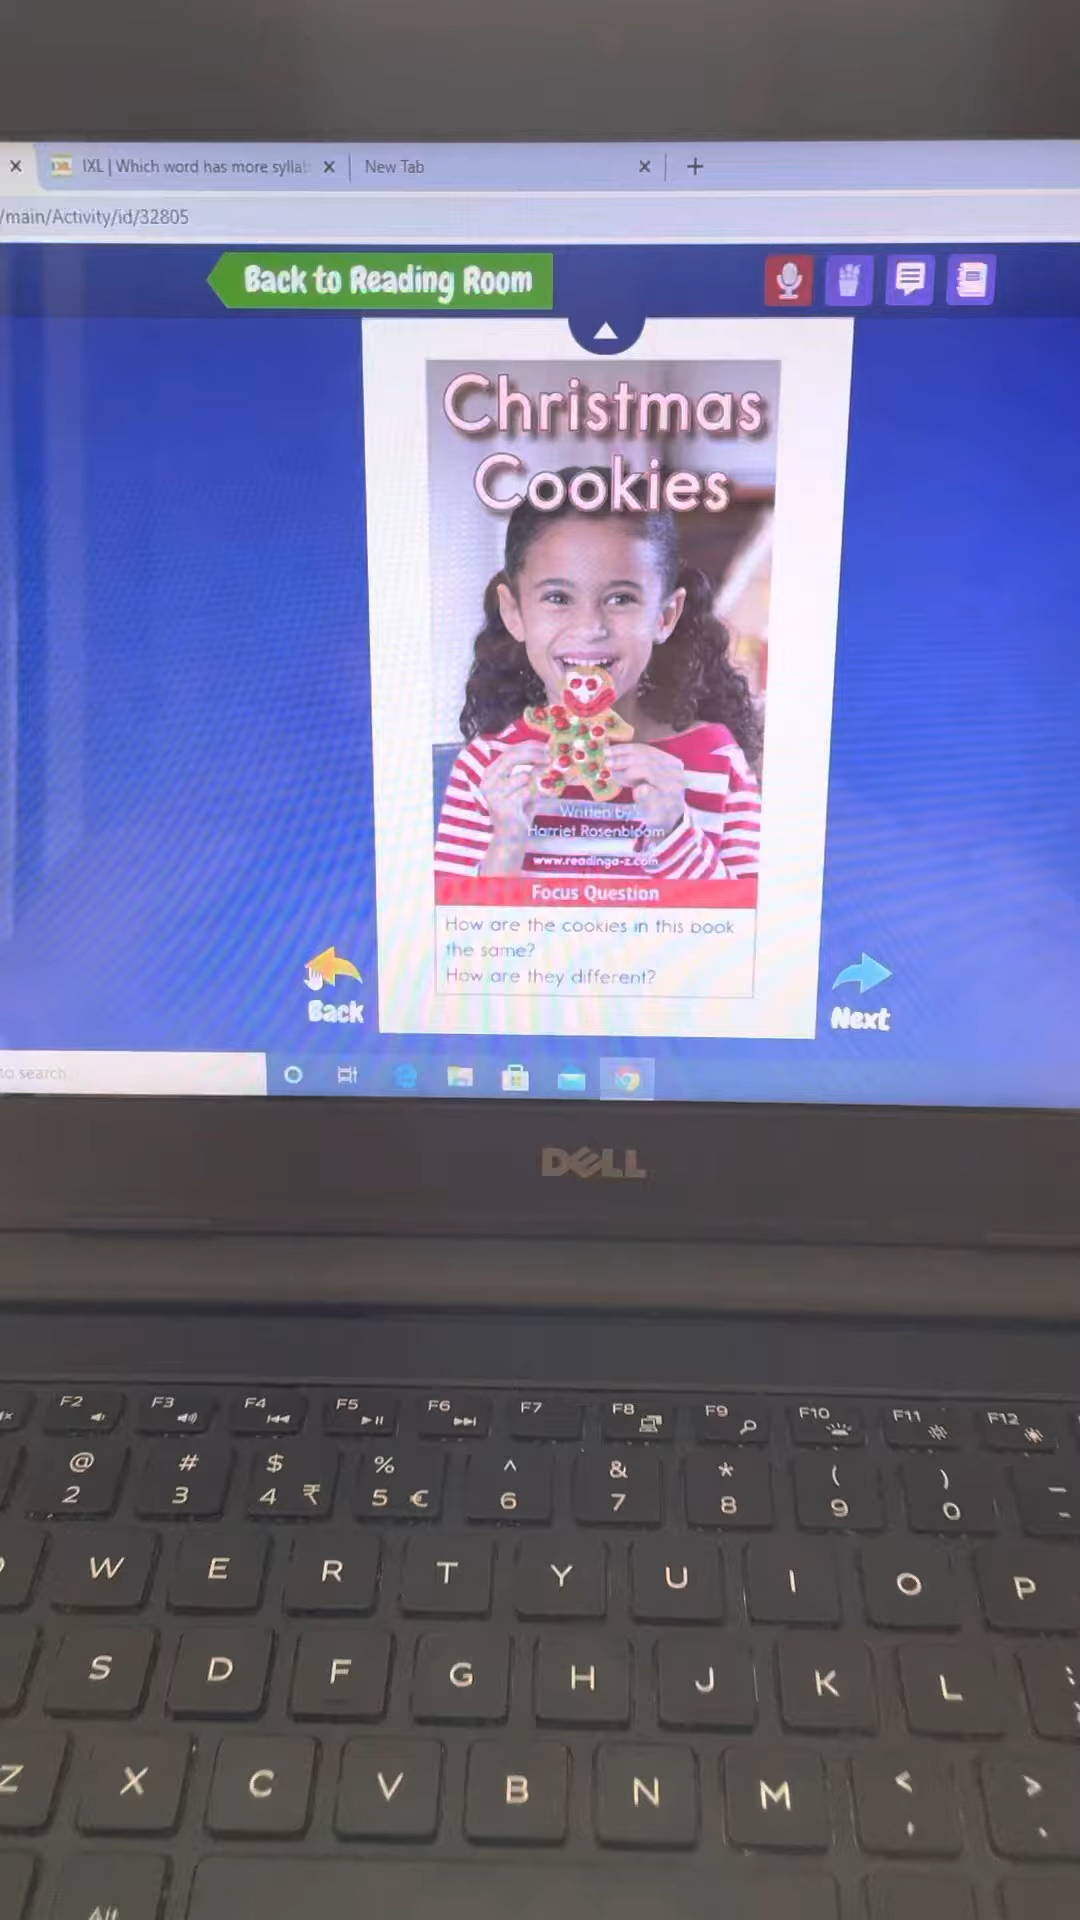 IXL | Which word has more syllab
New Tab
/main/Activity/id/32805
Back to Reading Room
Christmas
Cookies
Written by
Harriet Rosenbloom
www.readinga-z.com
Focus Question
How are the cookies in this book
the same?
How are they different?
Back
Next
to search
DELL
F2 F3 F4 F5 F6 F7 F8 F9 F10 F11 F12
@ # $ % ^ & * ( ) _
2 3 4 ₹ 5 € 6 7 8 9 0 -
W E R T Y U I O P
S D F G H J K L :
Z X C V B N M < >
Alt